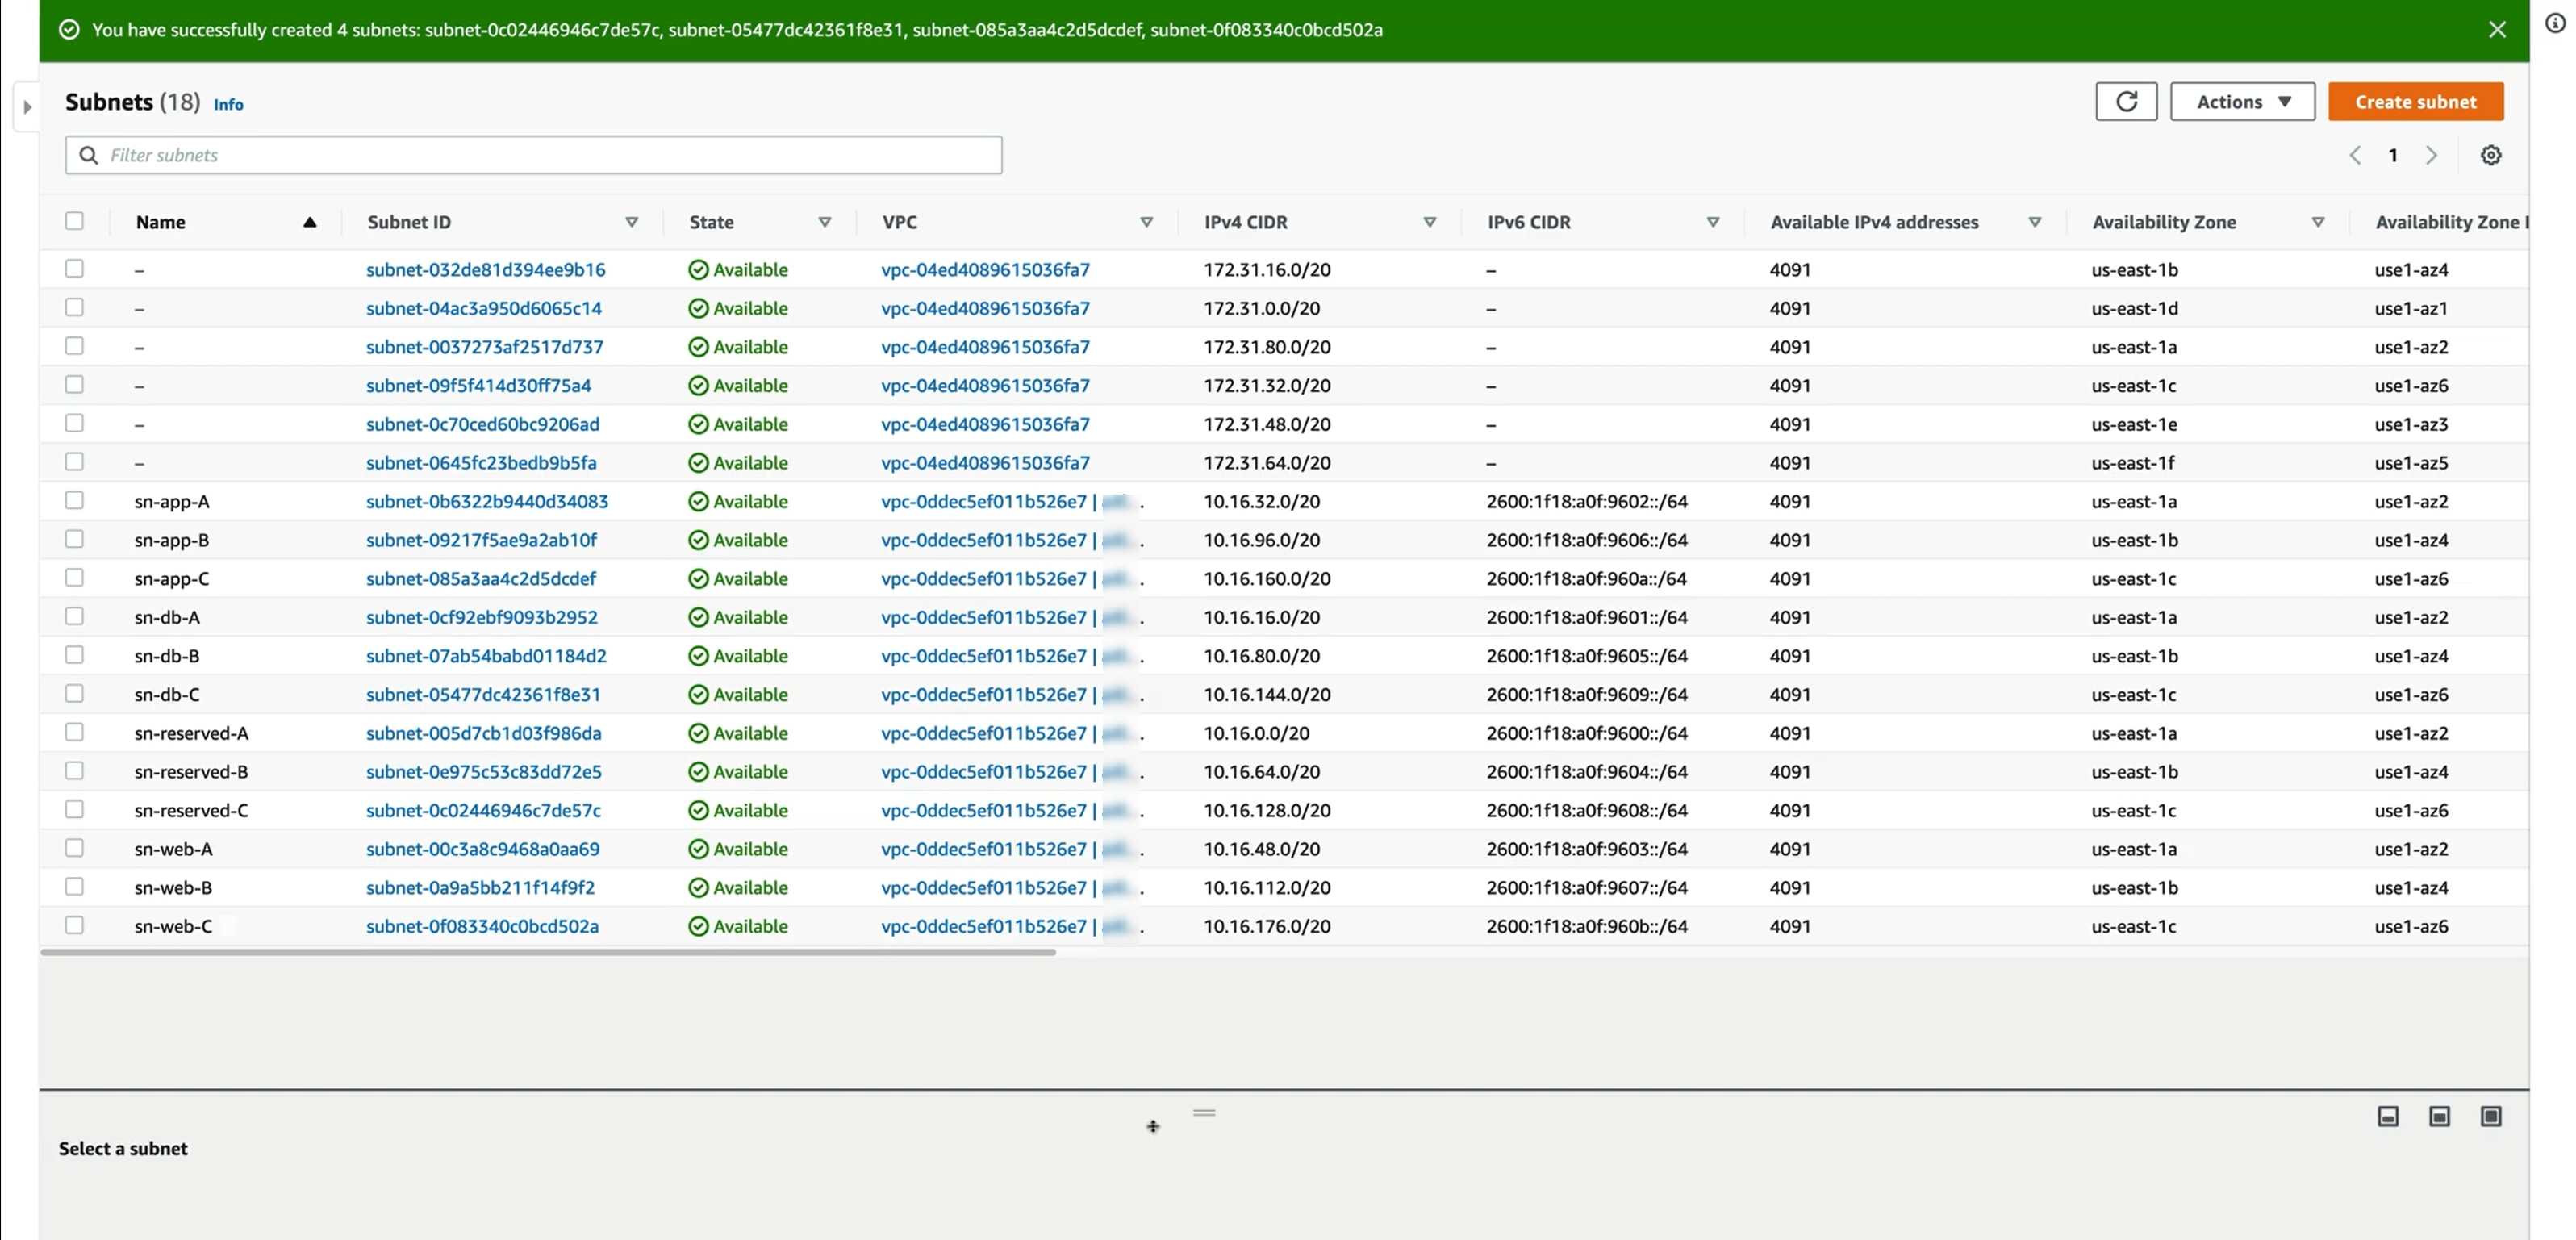 You have successfully created 4 subnets: subnet-0c02446946c7de57c, subnet-05477dc42361f8e31, subnet-085a3aa4c2d5dcdef, subnet-0f083340c0bcd502a
Subnets (18) Info
Actions
Create subnet
Filter subnets
1
Name Subnet ID State VPC IPv4 CIDR IPv6 CIDR Available IPv4 addresses Availability Zone Availability Zone
– subnet-032de81d394ee9b16 Available vpc-04ed4089615036fa7 172.31.16.0/20 – 4091 us-east-1b use1-az4
– subnet-04ac3a950d6065c14 Available vpc-04ed4089615036fa7 172.31.0.0/20 – 4091 us-east-1d use1-az1
– subnet-0037273af2517d737 Available vpc-04ed4089615036fa7 172.31.80.0/20 – 4091 us-east-1a use1-az2
– subnet-09f5f414d30ff75a4 Available vpc-04ed4089615036fa7 172.31.32.0/20 – 4091 us-east-1c use1-az6
– subnet-0c70ced60bc9206ad Available vpc-04ed4089615036fa7 172.31.48.0/20 – 4091 us-east-1e use1-az3
– subnet-0645fc23bedb9b5fa Available vpc-04ed4089615036fa7 172.31.64.0/20 – 4091 us-east-1f use1-az5
sn-app-A subnet-0b6322b9440d34083 Available vpc-0ddec5ef011b526e7 | 10.16.32.0/20 2600:1f18:a0f:9602::/64 4091 us-east-1a use1-az2
sn-app-B subnet-09217f5ae9a2ab10f Available vpc-0ddec5ef011b526e7 | 10.16.96.0/20 2600:1f18:a0f:9606::/64 4091 us-east-1b use1-az4
sn-app-C subnet-085a3aa4c2d5dcdef Available vpc-0ddec5ef011b526e7 | 10.16.160.0/20 2600:1f18:a0f:960a::/64 4091 us-east-1c use1-az6
sn-db-A subnet-0cf92ebf9093b2952 Available vpc-0ddec5ef011b526e7 | 10.16.16.0/20 2600:1f18:a0f:9601::/64 4091 us-east-1a use1-az2
sn-db-B subnet-07ab54babd01184d2 Available vpc-0ddec5ef011b526e7 | 10.16.80.0/20 2600:1f18:a0f:9605::/64 4091 us-east-1b use1-az4
sn-db-C subnet-05477dc42361f8e31 Available vpc-0ddec5ef011b526e7 | 10.16.144.0/20 2600:1f18:a0f:9609::/64 4091 us-east-1c use1-az6
sn-reserved-A subnet-005d7cb1d03f986da Available vpc-0ddec5ef011b526e7 | 10.16.0.0/20 2600:1f18:a0f:9600::/64 4091 us-east-1a use1-az2
sn-reserved-B subnet-0e975c53c83dd72e5 Available vpc-0ddec5ef011b526e7 | 10.16.64.0/20 2600:1f18:a0f:9604::/64 4091 us-east-1b use1-az4
sn-reserved-C subnet-0c02446946c7de57c Available vpc-0ddec5ef011b526e7 | 10.16.128.0/20 2600:1f18:a0f:9608::/64 4091 us-east-1c use1-az6
sn-web-A subnet-00c3a8c9468a0aa69 Available vpc-0ddec5ef011b526e7 | 10.16.48.0/20 2600:1f18:a0f:9603::/64 4091 us-east-1a use1-az2
sn-web-B subnet-0a9a5bb211f14f9f2 Available vpc-0ddec5ef011b526e7 | 10.16.112.0/20 2600:1f18:a0f:9607::/64 4091 us-east-1b use1-az4
sn-web-C subnet-0f083340c0bcd502a Available vpc-0ddec5ef011b526e7 | 10.16.176.0/20 2600:1f18:a0f:960b::/64 4091 us-east-1c use1-az6
Select a subnet